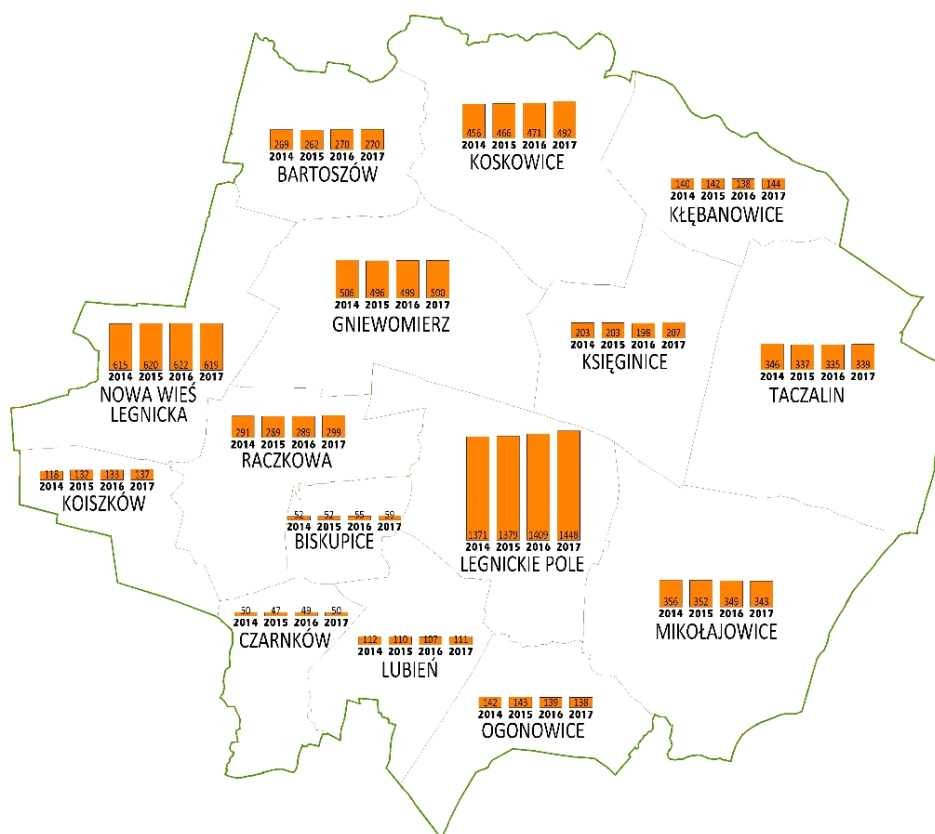 456 466 471 492
2014 2015 2016 2017
KOSKOWICE
269 262 270 270
2014 2015 2016 2017
BARTOSZÓW
140 142 138 144
2014 2015 2016 2017
KŁĘBANOWICE
506 496 499 500
2014 2015 2016 2017
GNIEWOMIERZ
203 203 198 207
2014 2015 2016 2017
KSIĘGINICE
615 620 622 619
2014 2015 2016 2017
NOWA WIEŚ
LEGNICKA
346 337 335 339
2014 2015 2016 2017
TACZALIN
291 289 289 299
2014 2015 2016 2017
RACZKOWA
118 132 133 137
2014 2015 2016 2017
KOISZKÓW
52 52 55 59
2014 2015 2016 2017
BISKUPICE
1371 1379 1409 1448
2014 2015 2016 2017
LEGNICKIE POLE
356 352 349 343
2014 2015 2016 2017
MIKOŁAJOWICE
50 47 49 50
2014 2015 2016 2017
CZARNKÓW
112 110 107 111
2014 2015 2016 2017
LUBIEŃ
142 143 139 138
2014 2015 2016 2017
OGONOWICE